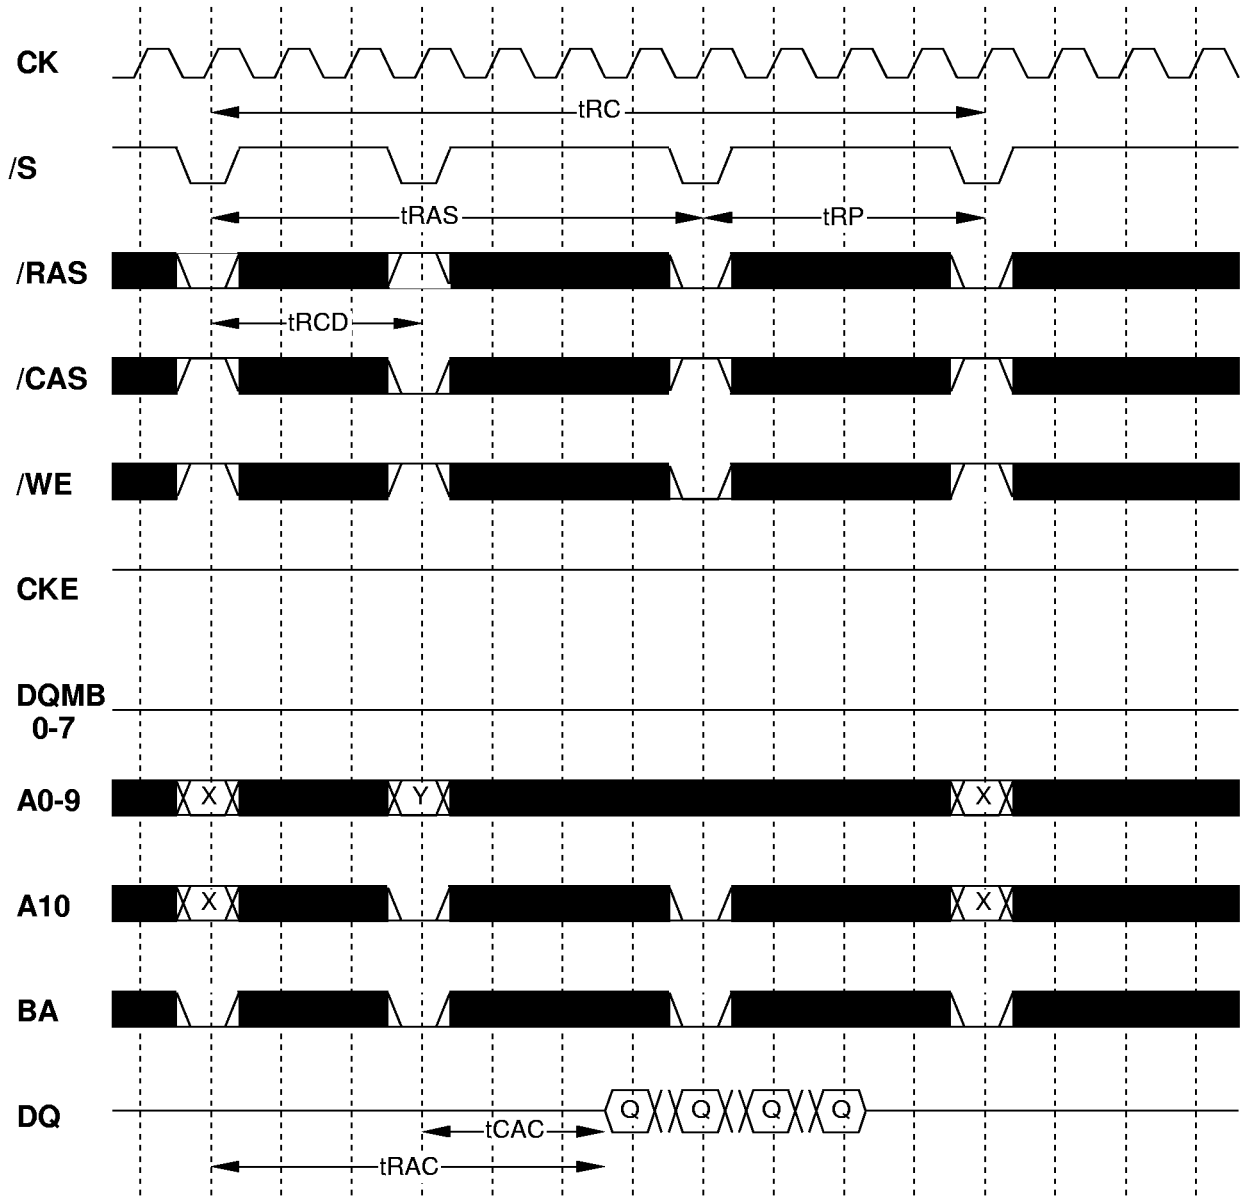 CK
tRC
/S
tRAS
tRP
/RAS
tRCD
/CAS
/WE
CKE
DQMB
0-7
A0-9 X Y X
A10 X X
BA
DQ Q Q Q Q
tCAC
tRAC